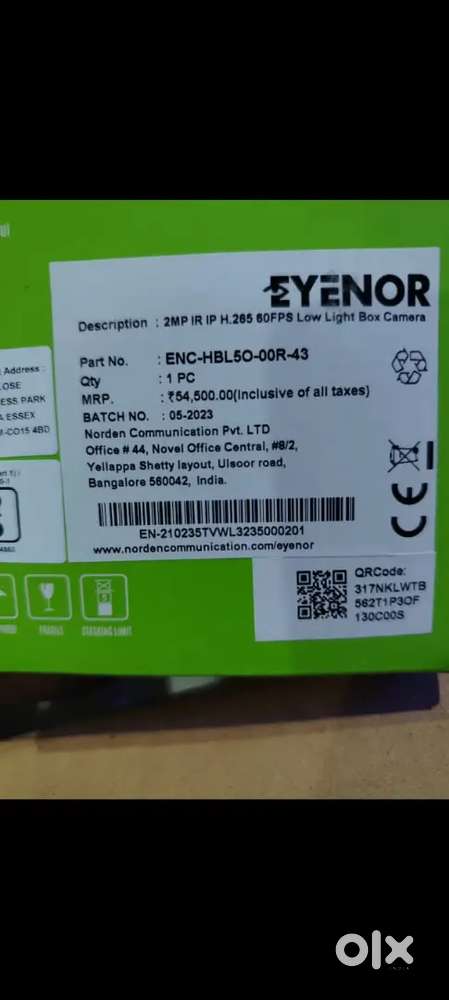 EYENOR
Description : 2MP IR IP H.265 60FPS Low Light Box Camera
Part No. : ENC-HBL5O-00R-43
Qty : 1 PC
MRP. : ₹54,500.00(Inclusive of all taxes)
BATCH NO. : 05-2023
Norden Communication Pvt. LTD
Office # 44, Novel Office Central, #8/2,
Yellappa Shetty layout, Ulsoor road,
Bangalore 560042, India.
EN-210235TVWL3235000201
www.nordencommunication.com/eyenor
QRCode:
317NKLWTB
562T1P3OF
130C00S
Address :
OSE
ESS PARK
A ESSEX
-CO15 4BD
FRAGILE
STACKING LIMIT
5
olx
INDIA